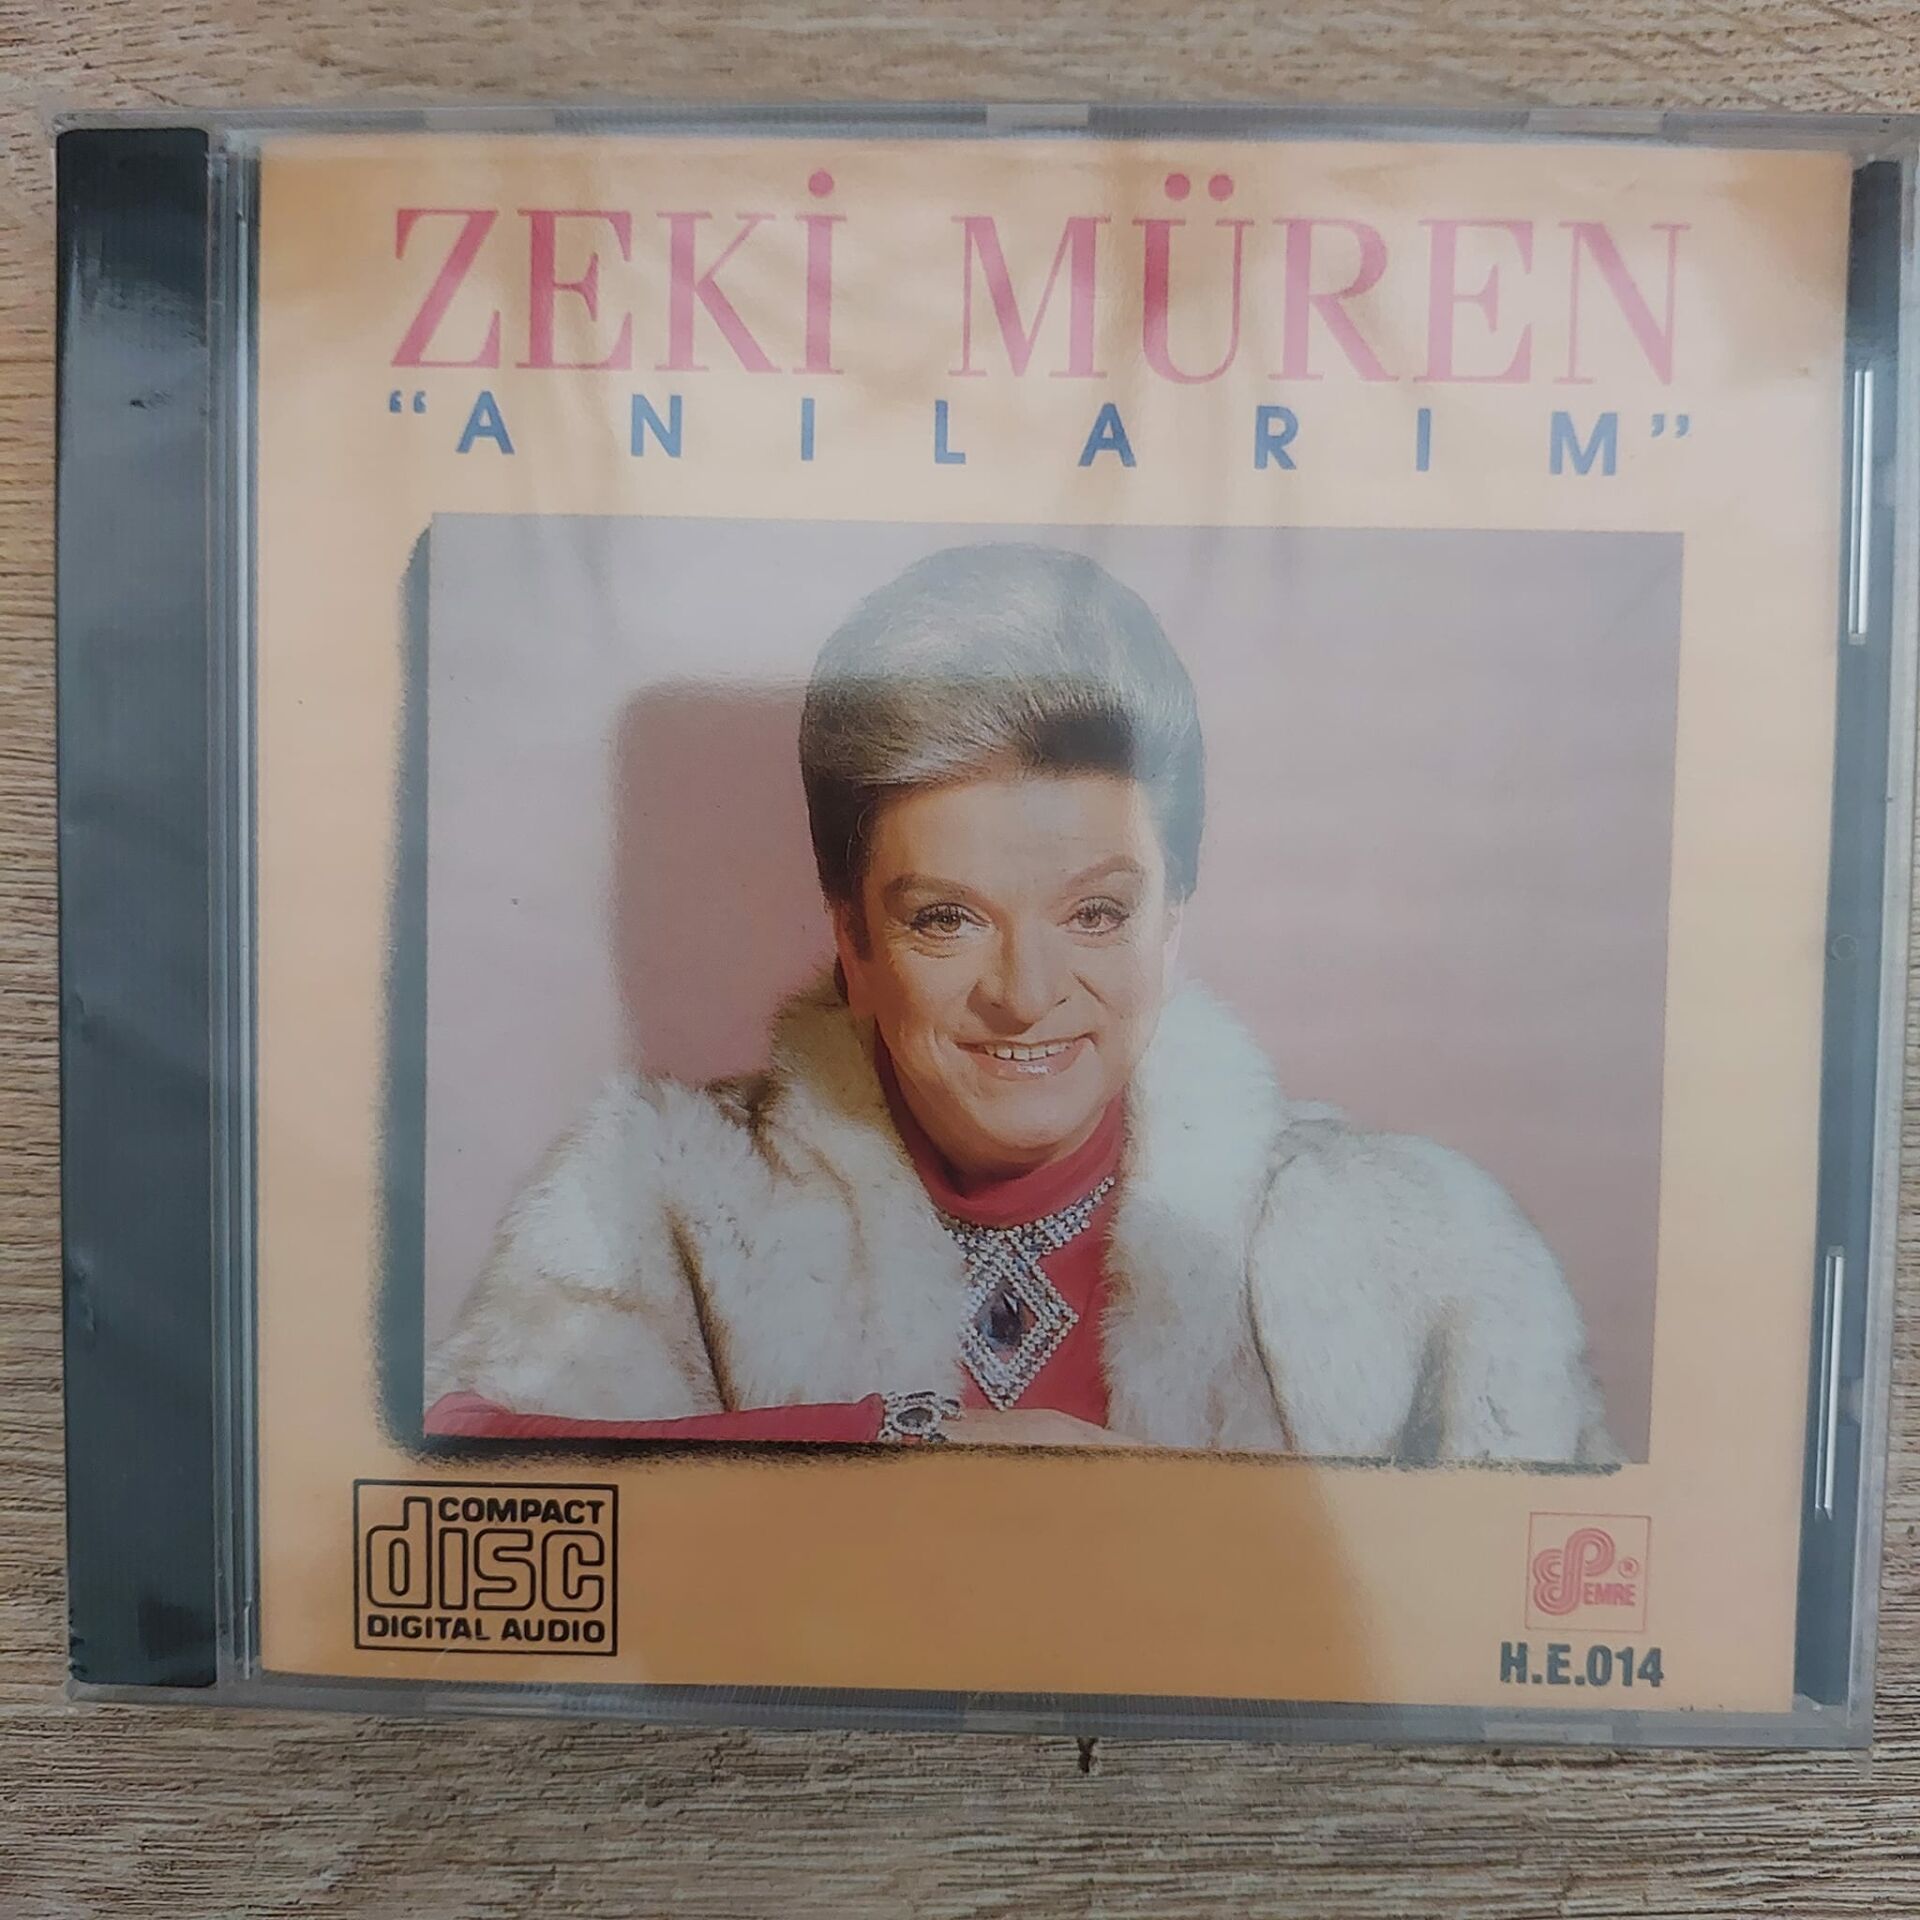 ZEKİ MÜREN
“ANILARIM”
COMPACT
disc
DIGITAL AUDIO
EMRE
H.E.014